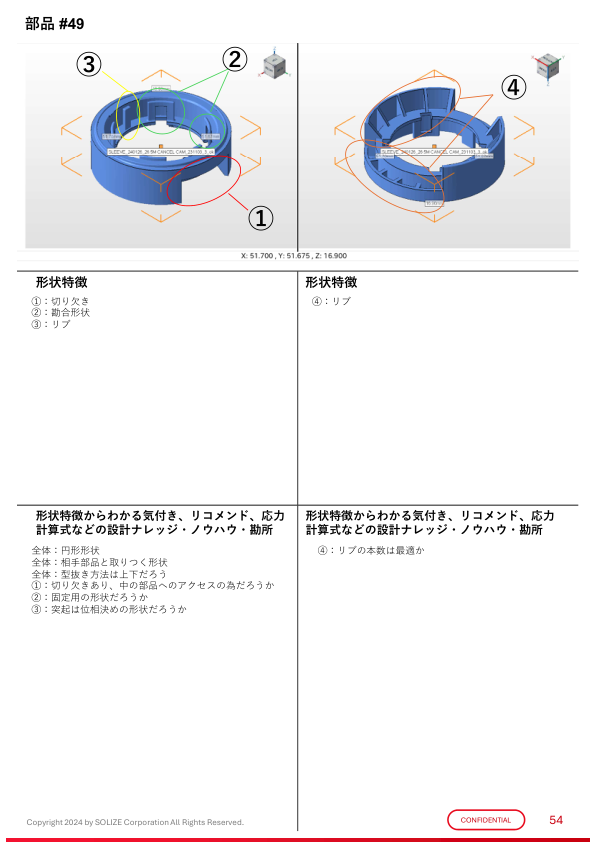 部品 #49
③
②
④
①
SLEEVE_240126_26.5M-CANCEL CAM_231103_3
SLEEVE_240126_26.5M-CANCEL CAM_231103_3
X: 51.700 , Y: 51.675 , Z: 16.900
形状特徴
①：切り欠き
②：勘合形状
③：リブ
形状特徴
④：リブ
形状特徴からわかる気付き、リコメンド、応力
計算式などの設計ナレッジ・ノウハウ・勘所
全体：円形形状
全体：相手部品と取りつく形状
全体：型抜き方法は上下だろう
①：切り欠きあり、中の部品へのアクセスの為だろうか
②：固定用の形状だろうか
③：突起は位相決めの形状だろうか
形状特徴からわかる気付き、リコメンド、応力
計算式などの設計ナレッジ・ノウハウ・勘所
④：リブの本数は最適か
Copyright 2024 by SOLIZE Corporation All Rights Reserved.
CONFIDENTIAL
54